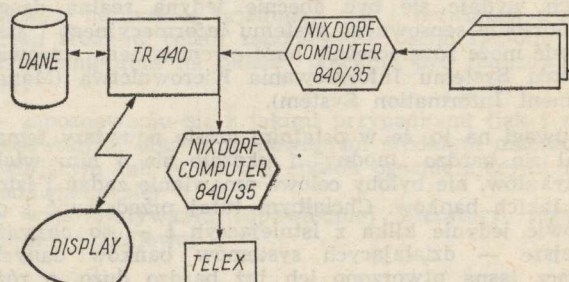 DANE
TR 440
NIXDORF
COMPUTER
840/35
NIXDORF
COMPUTER
840/35
DISPLAY
TELEX